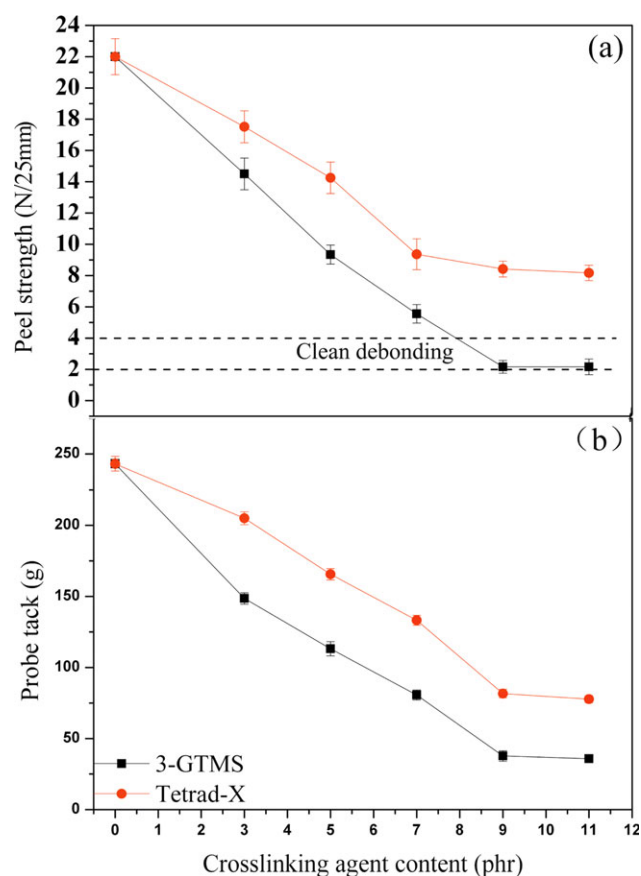 (a)
24
22
20
18
16
14
12
10
8
6
4
2
0
Peel strength (N/25mm)
Clean debonding
(b)
250
200
150
100
50
0
Probe tack (g)
3-GTMS
Tetrad-X
0 1 2 3 4 5 6 7 8 9 10 11 12
Crosslinking agent content (phr)